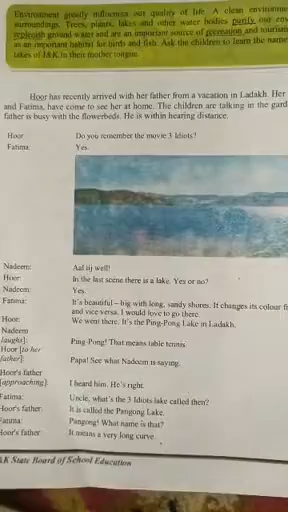 Environment greatly influences our quality of life. A clean environme
surroundings. Trees, plants, lakes and other water bodies purify our env
replenish ground water and are an important source of recreation and tourism
as an important habitat for birds and fish. Ask the children to learn the name
lakes of J&K in their mother tongue.
Hoor has recently arrived with her father from a vacation in Ladakh. Her
and Fatima, have come to see her at home. The children are talking in the gard
father is busy with the flowerbeds. He is within hearing distance.
Hoor: Do you remember the movie 3 Idiots?
Fatima: Yes.
Nadeem: Aal iij well!
Hoor: In the last scene there is a lake. Yes or no?
Nadeem: Yes.
Fatima: It's beautiful – big with long, sandy shores. It changes its colour f
and vice versa. I would love to go there.
Hoor: We went there. It's the Ping-Pong Lake in Ladakh.
Nadeem
[laughs]: Ping-Pong! That means table tennis.
Hoor [to her
father]: Papa! See what Nadeem is saying.
Hoor's father
[approaching]: I heard him. He's right.
Fatima: Uncle, what's the 3 Idiots lake called then?
Hoor's father: It is called the Pangong Lake.
Fatima: Pangong! What name is that?
Hoor's father: It means a very long curve.
&K State Board of School Education